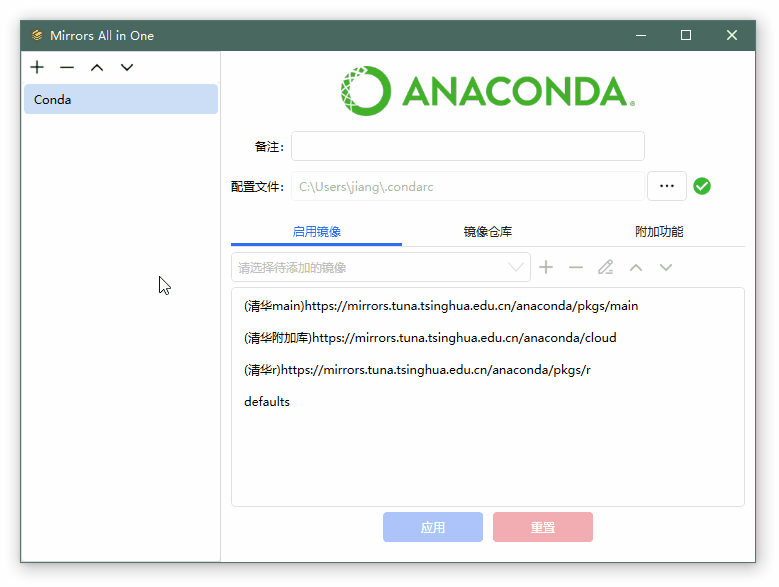 Mirrors All in One
Conda
ANACONDA.
备注:
配置文件: C:\Users\jiang\.condarc
启用镜像 镜像仓库 附加功能
请选择待添加的镜像
(清华main)https://mirrors.tuna.tsinghua.edu.cn/anaconda/pkgs/main
(清华附加库)https://mirrors.tuna.tsinghua.edu.cn/anaconda/cloud
(清华r)https://mirrors.tuna.tsinghua.edu.cn/anaconda/pkgs/r
defaults
应用 重置